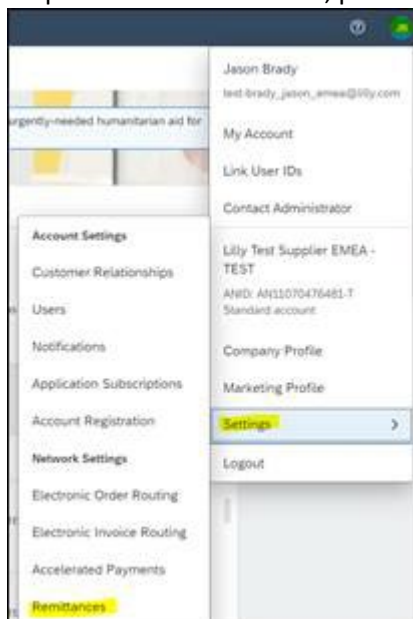 Jason Brady
test-brady_jason_emea@lilly.com
urgently-needed humanitarian aid for
My Account
Link User IDs
Contact Administrator
Lilly Test Supplier EMEA -
TEST
ANID: AN11070476481-T
Standard account
Company Profile
Marketing Profile
Settings
Logout
Account Settings
Customer Relationships
Users
Notifications
Application Subscriptions
Account Registration
Network Settings
Electronic Order Routing
Electronic Invoice Routing
Accelerated Payments
Remittances